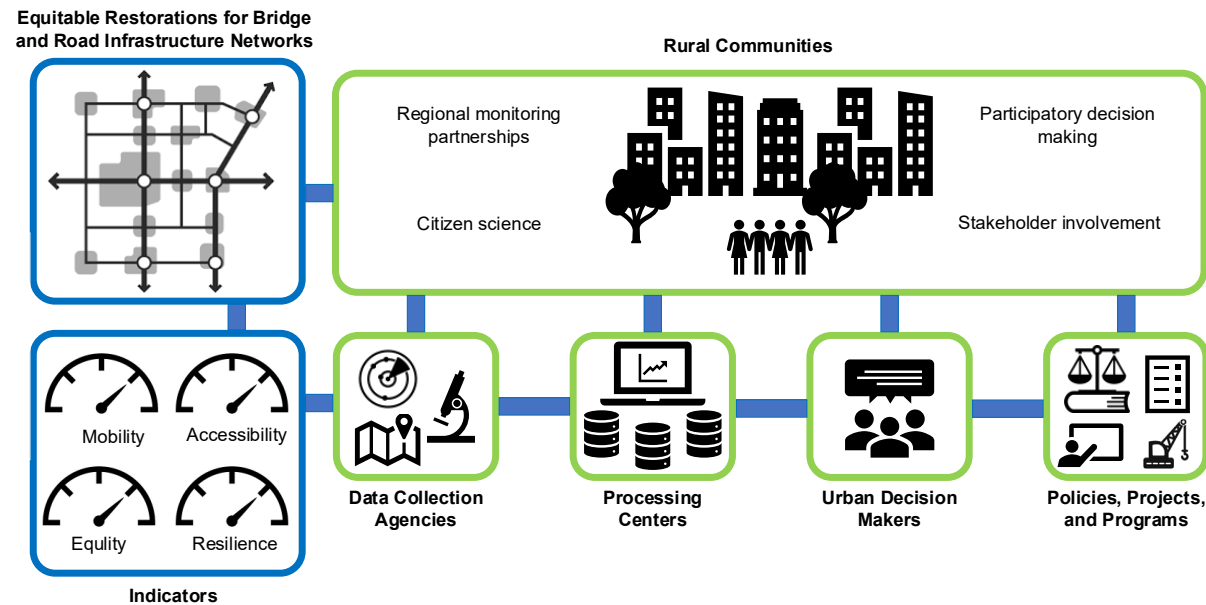 Equitable Restorations for Bridge
and Road Infrastructure Networks
Rural Communities
Regional monitoring
partnerships
Participatory decision
making
Citizen science
Stakeholder involvement
Mobility
Accessibility
Equlity
Resilience
Indicators
Data Collection
Agencies
Processing
Centers
Urban Decision
Makers
Policies, Projects,
and Programs